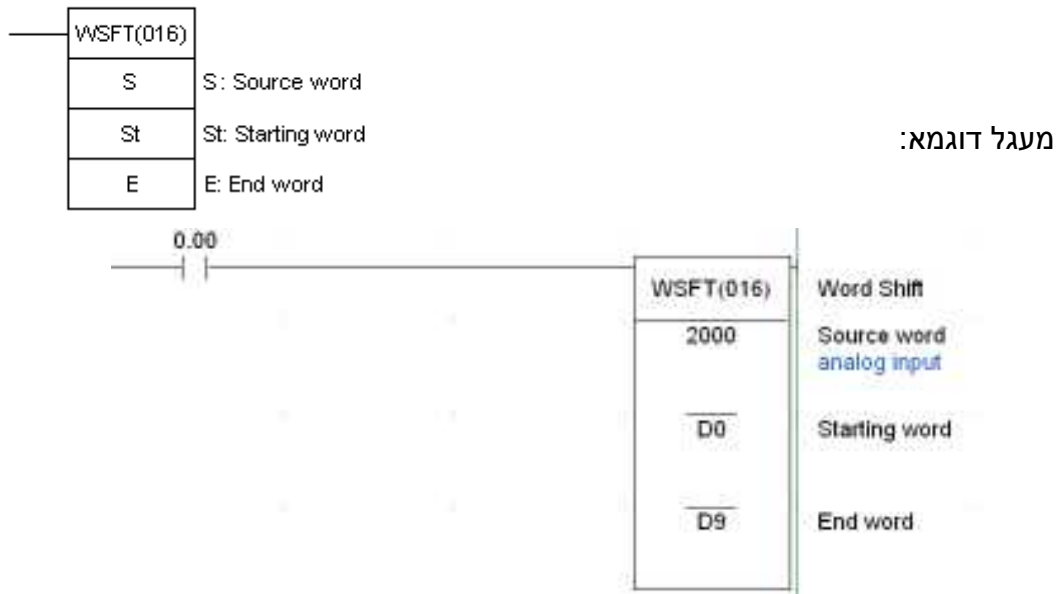 WSFT(016)
S S: Source word
St St: Starting word
E E: End word
מעגל דוגמא:
0.00
WSFT(016) Word Shift
2000 Source word
analog input
D0 Starting word
D9 End word